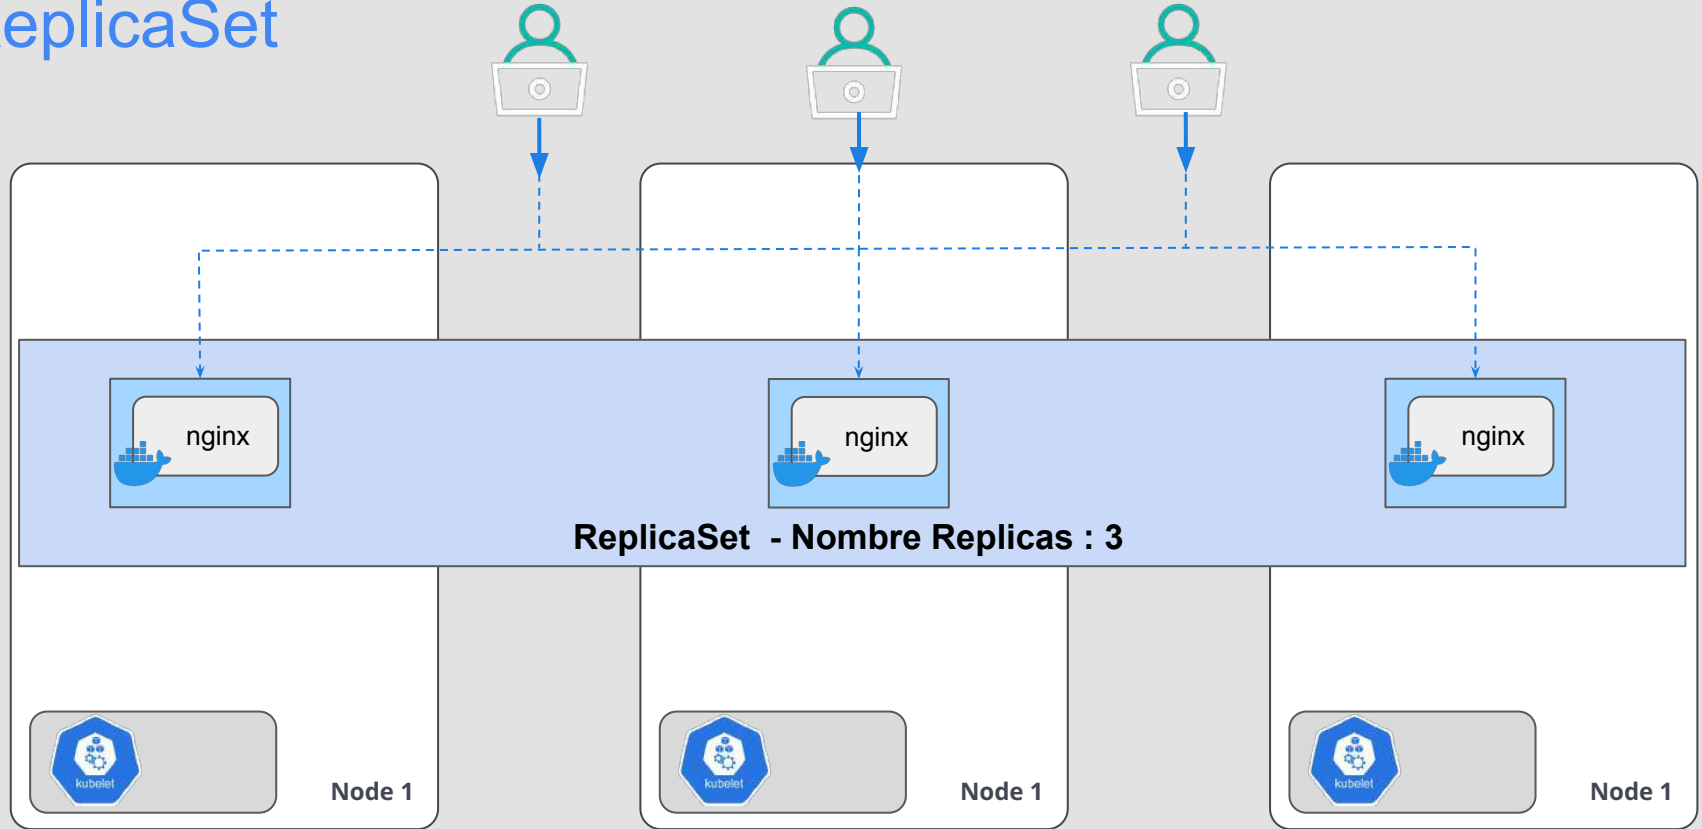 eplicaSet
nginx
nginx
nginx
ReplicaSet - Nombre Replicas : 3
kubelet
Node 1
kubelet
Node 1
kubelet
Node 1